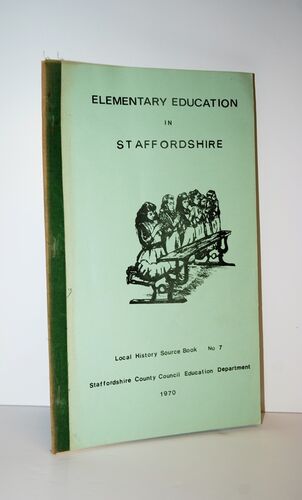 ELEMENTARY EDUCATION
IN
STAFFORDSHIRE
Local History Source Book No 7
Staffordshire County Council Education Department
1970